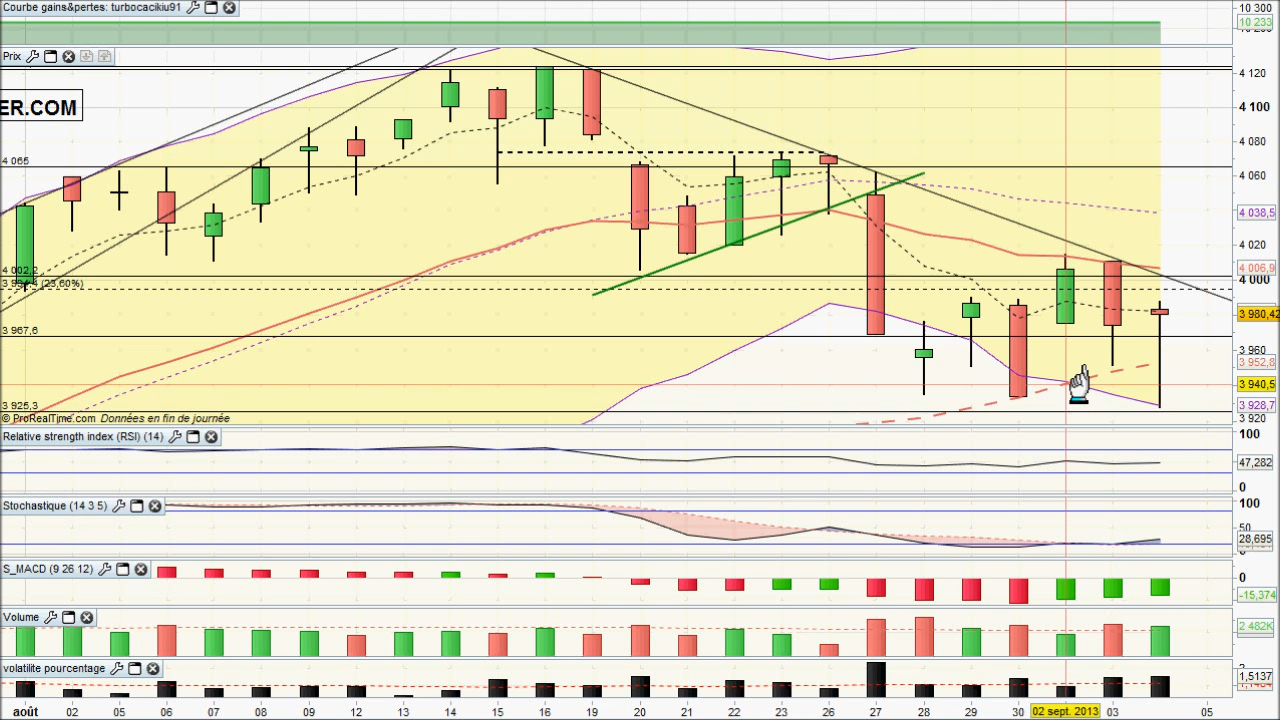 Courbe gains&pertes: turbocacikiu91
10 300
10 233
Prix
ER.COM
4 120
4 100
4 080
4 065
4 060
4 038,5
4 020
4 006,9
4 002,2
4 000
(23,60%)
3 980,42
3 967,6
3 960
3 952,8
3 940,5
3 928,7
3 925,3
3 920
© ProRealTime.com Données en fin de journée
Relative strength index (RSI) (14)
100
47,282
0
Stochastique (14 3 5)
100
50
28,695
S_MACD (9 26 12)
0
-15,374
Volume
2 482K
volatilite pourcentage
1,5137
août 02 05 06 07 08 09 12 13 14 15 16 19 20 21 22 23 26 27 28 29 30 02 sept. 2013 03 05